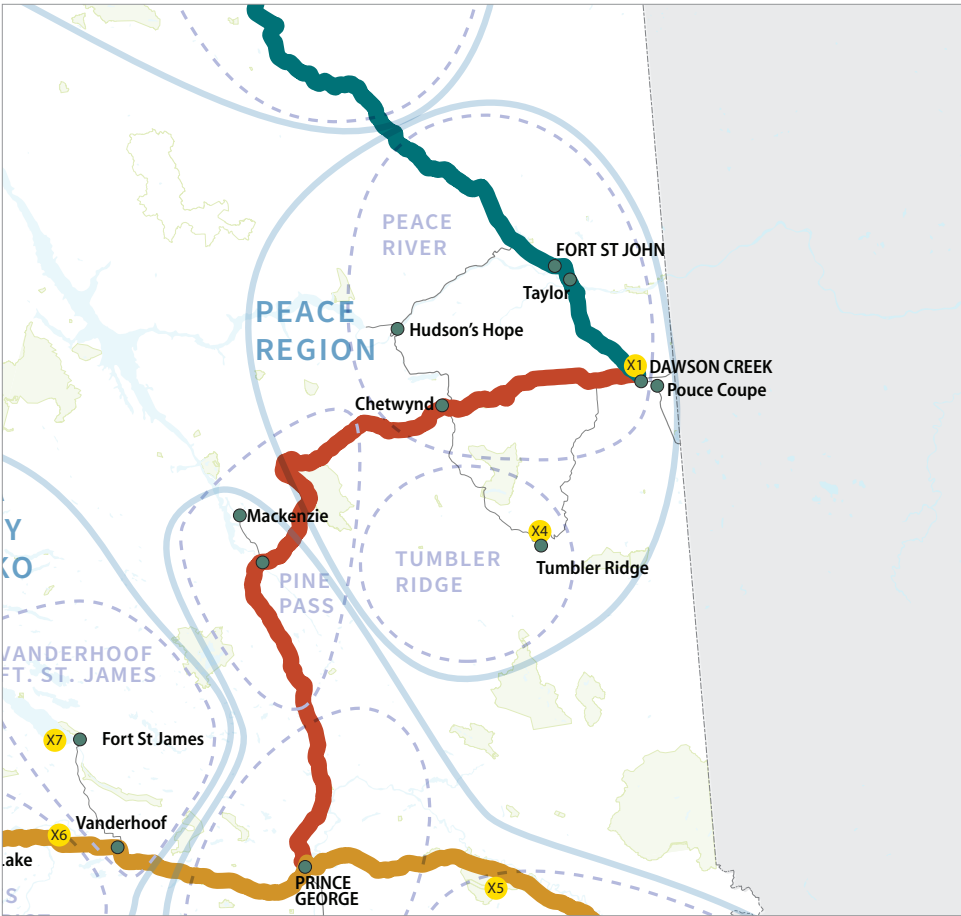 FORT ST JOHN
PEACE
RIVER
Taylor
PEACE
REGION
Hudson's Hope
X1
DAWSON CREEK
Pouce Coupe
Chetwynd
Mackenzie
X4
Tumbler Ridge
TUMBLER
RIDGE
PINE
PASS
Y
KO
VANDERHOOF
FT. ST. JAMES
X7
Fort St James
Vanderhoof
X6
Lake
PRINCE
GEORGE
X5
S